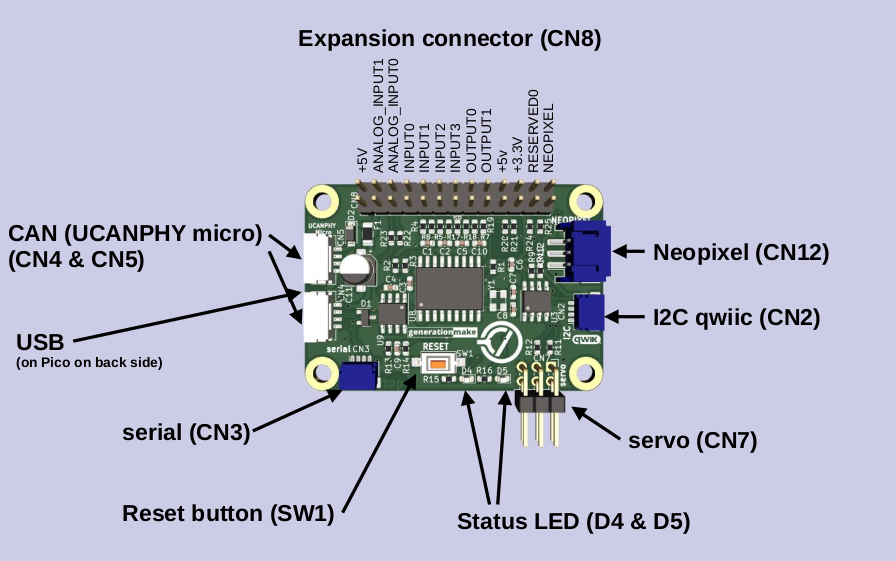 Expansion connector (CN8)
+5V
ANALOG_INPUT1
ANALOG_INPUT0
INPUT0
INPUT1
INPUT2
INPUT3
OUTPUT0
OUTPUT1
+5v
+3.3V
RESERVED0
NEOPIXEL
CAN (UCANPHY micro)
(CN4 & CN5)
USB
(on Pico on back side)
serial (CN3)
Reset button (SW1)
Status LED (D4 & D5)
servo (CN7)
I2C qwiic (CN2)
Neopixel (CN12)
CN8
UCANPHY
CN5
D2
F1
R23
R22
R4
R19
R20
R21
R25
NEOPIXEL
C1
C2
C5
C10
R2
R3
R1
C6
C7
C4
C3
C11
CN4
D1
U8
Y1
C8
U3
CN2
I2C
qwiic
U9
generationmake
serial CN3
R13
C9
R14
RESET
SW1
R15
D4
R16
D5
R12
R11
servo